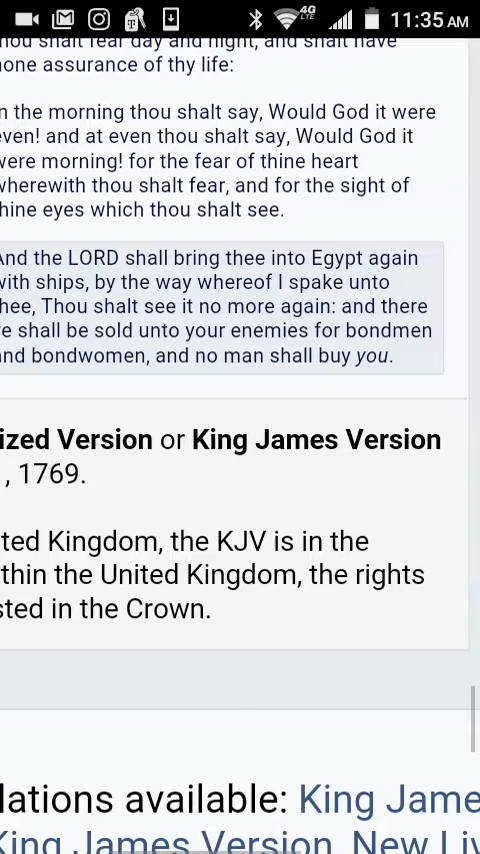 4G
LTE
11:35 AM
thou shalt fear day and night, and shalt have
none assurance of thy life:
n the morning thou shalt say, Would God it were
even! and at even thou shalt say, Would God it
were morning! for the fear of thine heart
wherewith thou shalt fear, and for the sight of
hine eyes which thou shalt see.
And the LORD shall bring thee into Egypt again
with ships, by the way whereof I spake unto
hee, Thou shalt see it no more again: and there
ye shall be sold unto your enemies for bondmen
and bondwomen, and no man shall buy you.
ized Version or King James Version
, 1769.
ted Kingdom, the KJV is in the
thin the United Kingdom, the rights
sted in the Crown.
lations available: King Jame
King James Version, New Liv